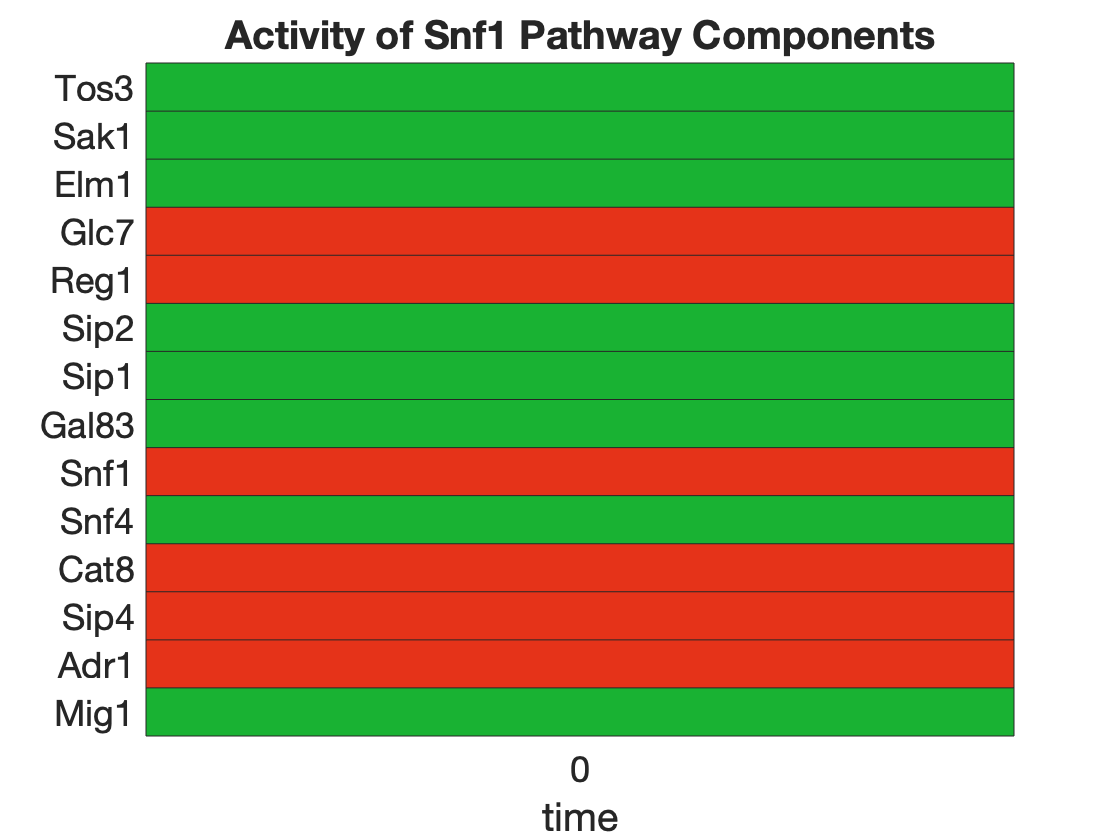 Activity of Snf1 Pathway Components
Tos3
Sak1
Elm1
Glc7
Reg1
Sip2
Sip1
Gal83
Snf1
Snf4
Cat8
Sip4
Adr1
Mig1
0
time